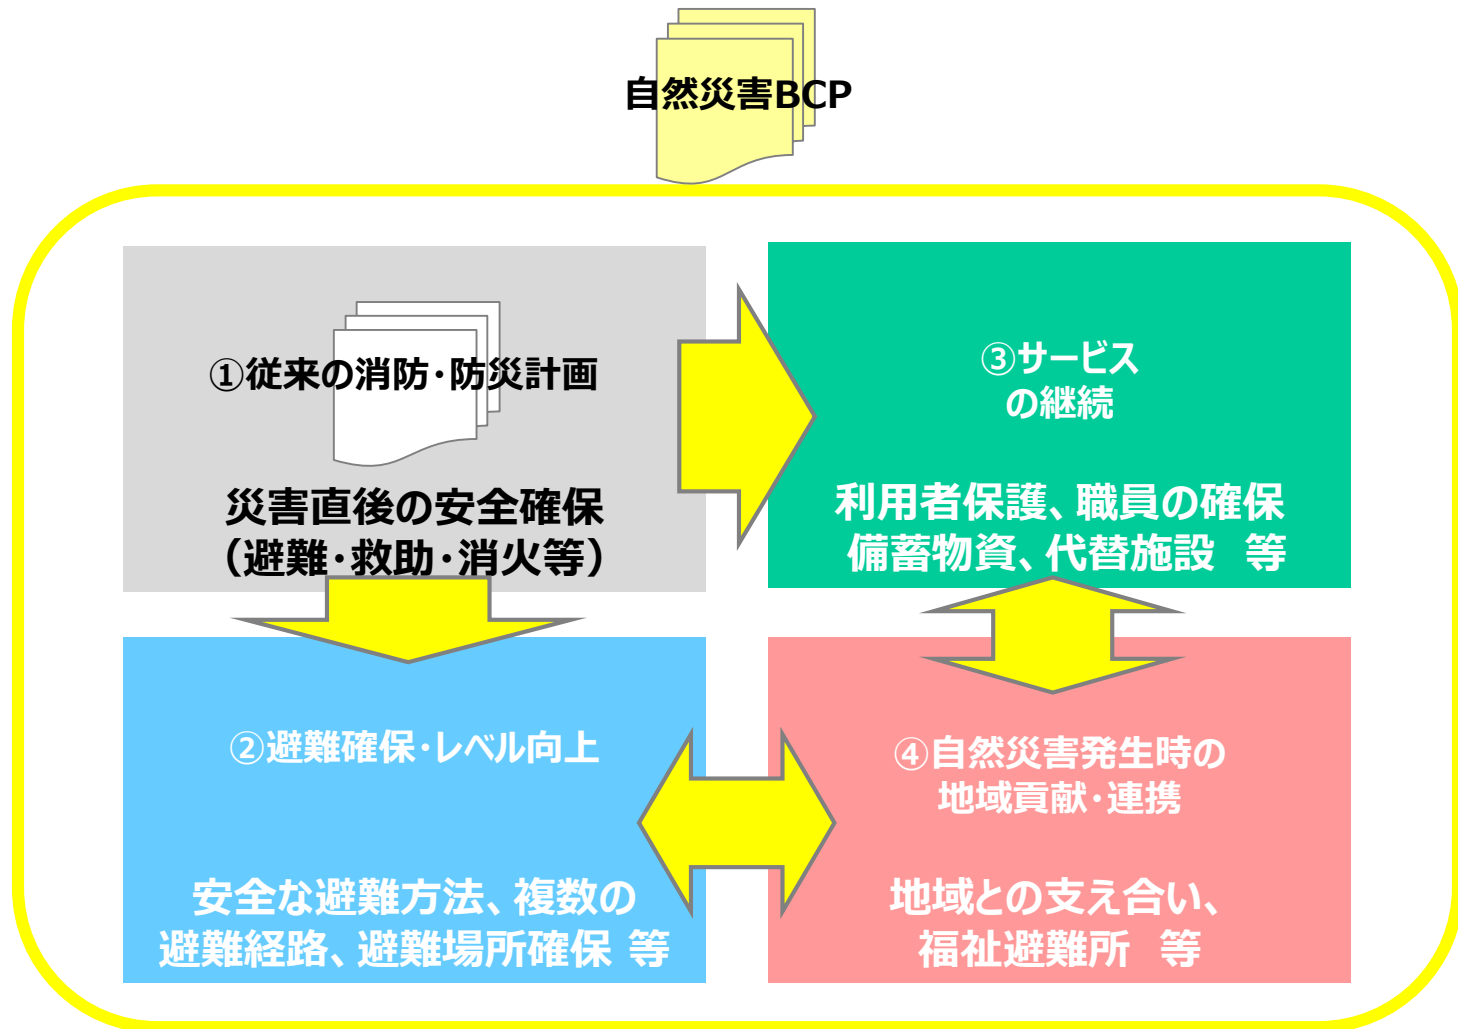 自然災害BCP
①従来の消防・防災計画
災害直後の安全確保
（避難・救助・消火等）
③サービス
の継続
利用者保護、職員の確保
備蓄物資、代替施設　等
②避難確保・レベル向上
安全な避難方法、複数の
避難経路、避難場所確保 等
④自然災害発生時の
地域貢献・連携
地域との支え合い、
福祉避難所　等